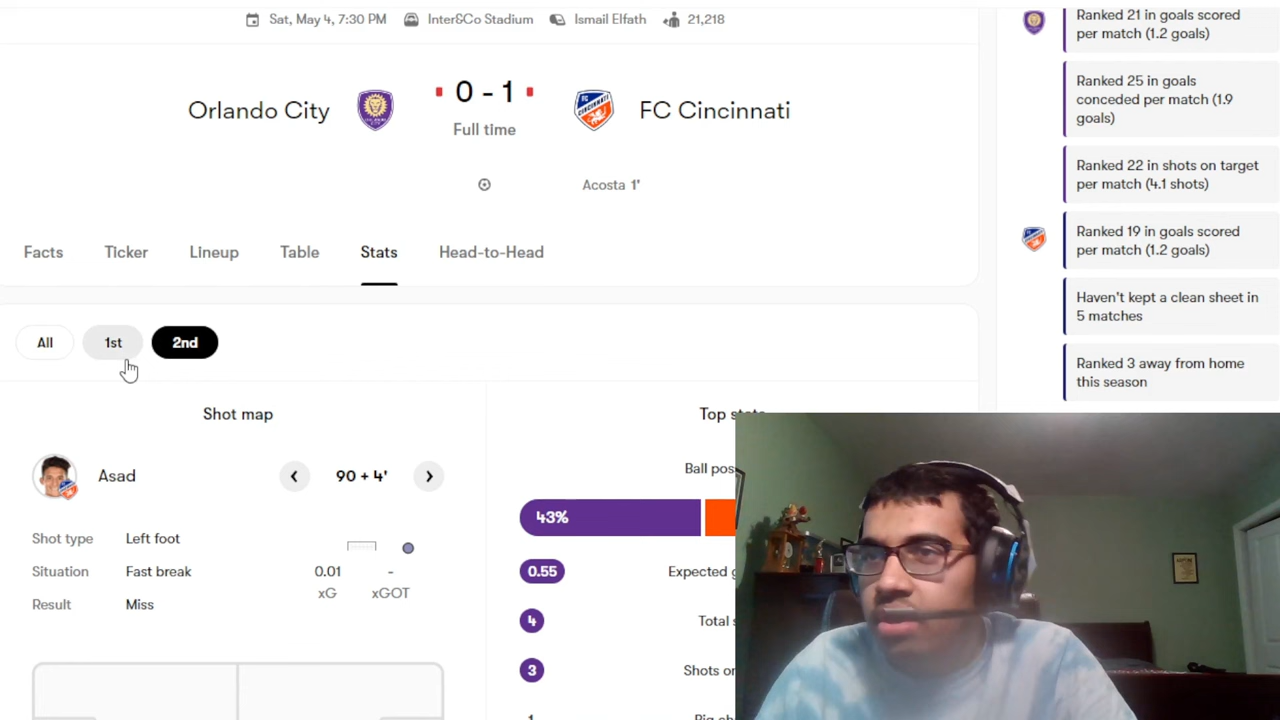 Sat, May 4, 7:30 PM Inter&Co Stadium Ismail Elfath 21,218
Orlando City 0 - 1 FC Cincinnati
Full time
Acosta 1'
Facts Ticker Lineup Table Stats Head-to-Head
All 1st 2nd
Shot map
Asad 90 + 4'
Shot type Left foot
Situation Fast break 0.01 -
xG xGOT
Result Miss
Top stats
Ball pos
43%
0.55 Expected g
4 Total s
3 Shots on
1 Big ch
Ranked 21 in goals scored
per match (1.2 goals)
Ranked 25 in goals
conceded per match (1.9
goals)
Ranked 22 in shots on target
per match (4.1 shots)
Ranked 19 in goals scored
per match (1.2 goals)
Haven't kept a clean sheet in
5 matches
Ranked 3 away from home
this season